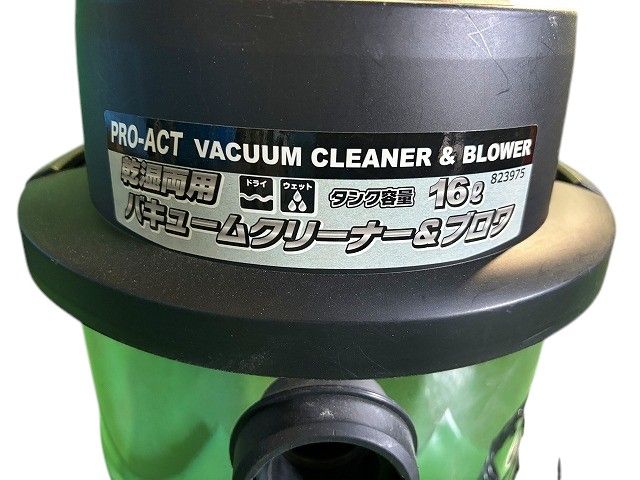 PRO-ACT VACUUM CLEANER & BLOWER
乾湿両用 ドライ ウェット タンク容量 16ℓ 823975
バキュームクリーナー&ブロワ